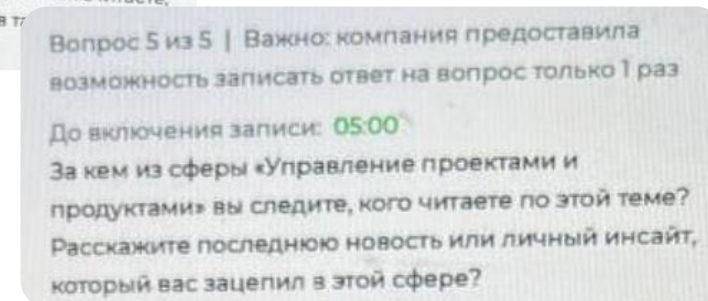 Вопрос 5 из 5 | Важно: компания предоставила
возможность записать ответ на вопрос только 1 раз
До включения записи: 05:00
За кем из сферы «Управление проектами и
продуктами» вы следите, кого читаете по этой теме?
Расскажите последнюю новость или личный инсайт,
который вас зацепил в этой сфере?